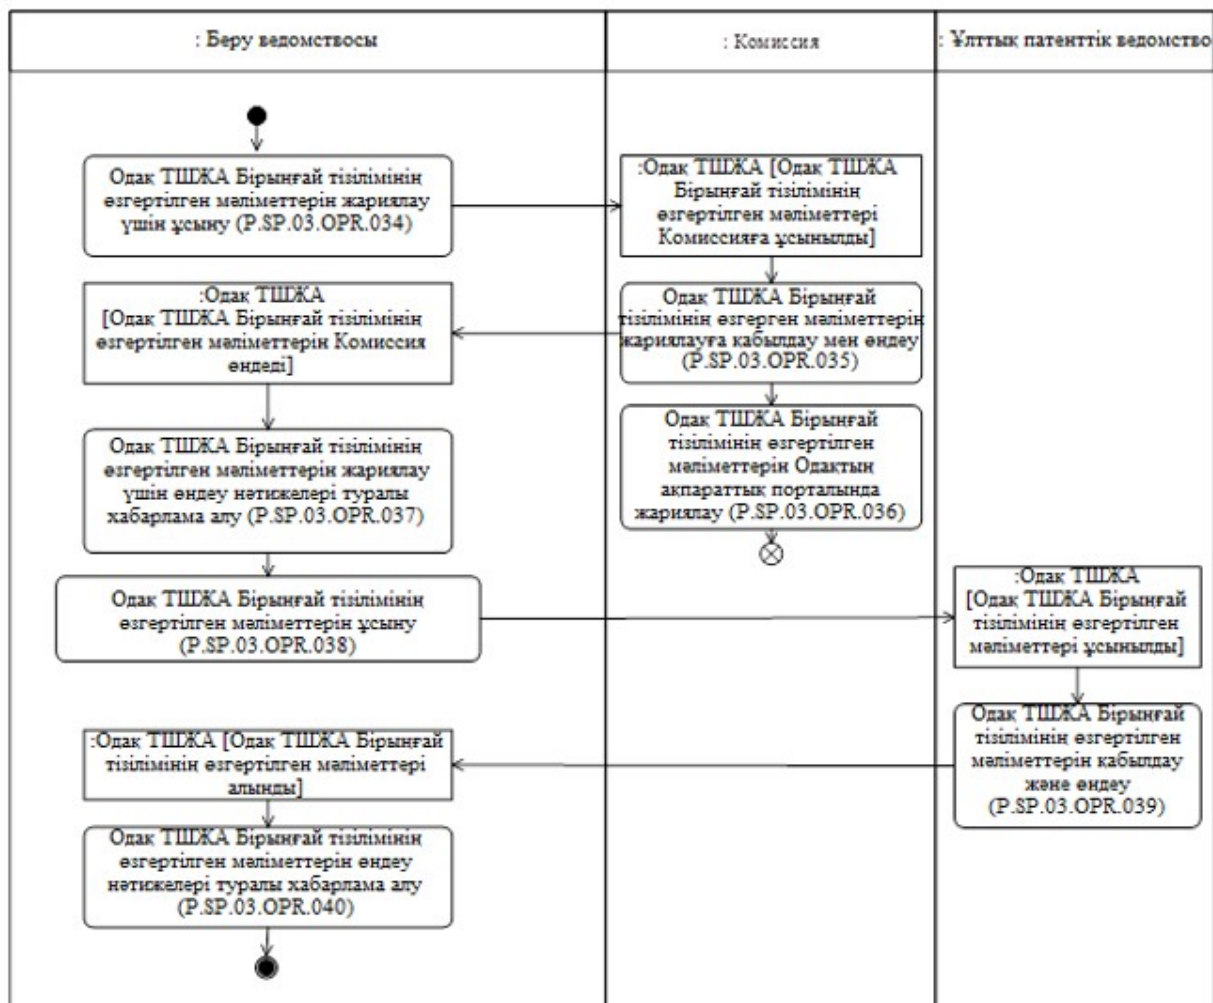 : Беру ведомствосы
: Комиссия
: Ұлттық патенттік ведомство
Одақ ТШЖА Бірыңғай тізілімінің
өзгертілген мәліметтерін жариялау
үшін ұсыну (P.SP.03.OPR.034)
:Одақ ТШЖА [Одақ ТШЖА
Бірыңғай тізілімінің
өзгертілген мәліметтері
Комиссияға ұсынылды]
:Одақ ТШЖА
[Одақ ТШЖА Бірыңғай тізілімінің
өзгертілген мәліметтерін Комиссия
өңдеді]
Одақ ТШЖА Бірыңғай
тізілімінің өзгерген мәліметтерін
жариялауға қабылдау мен өңдеу
(P.SP.03.OPR.035)
Одақ ТШЖА Бірыңғай тізілімінің
өзгертілген мәліметтерін жариялау
үшін өңдеу нәтижелері туралы
хабарлама алу (P.SP.03.OPR.037)
Одақ ТШЖА Бірыңғай
тізілімінің өзгертілген
мәліметтерін Одақтың
ақпараттық порталында
жариялау (P.SP.03.OPR.036)
Одақ ТШЖА Бірыңғай тізілімінің
өзгертілген мәліметтерін ұсыну
(P.SP.03.OPR.038)
:Одақ ТШЖА
[Одақ ТШЖА Бірыңғай
тізілімінің өзгертілген
мәліметтері ұсынылды]
:Одақ ТШЖА [Одақ ТШЖА Бірыңғай
тізілімінің өзгертілген мәліметтері
алынды]
Одақ ТШЖА Бірыңғай
тізілімінің өзгертілген
мәліметтерін қабылдау
және өңдеу
(P.SP.03.OPR.039)
Одақ ТШЖА Бірыңғай тізілімінің
өзгертілген мәліметтерін өңдеу
нәтижелері туралы хабарлама алу
(P.SP.03.OPR.040)